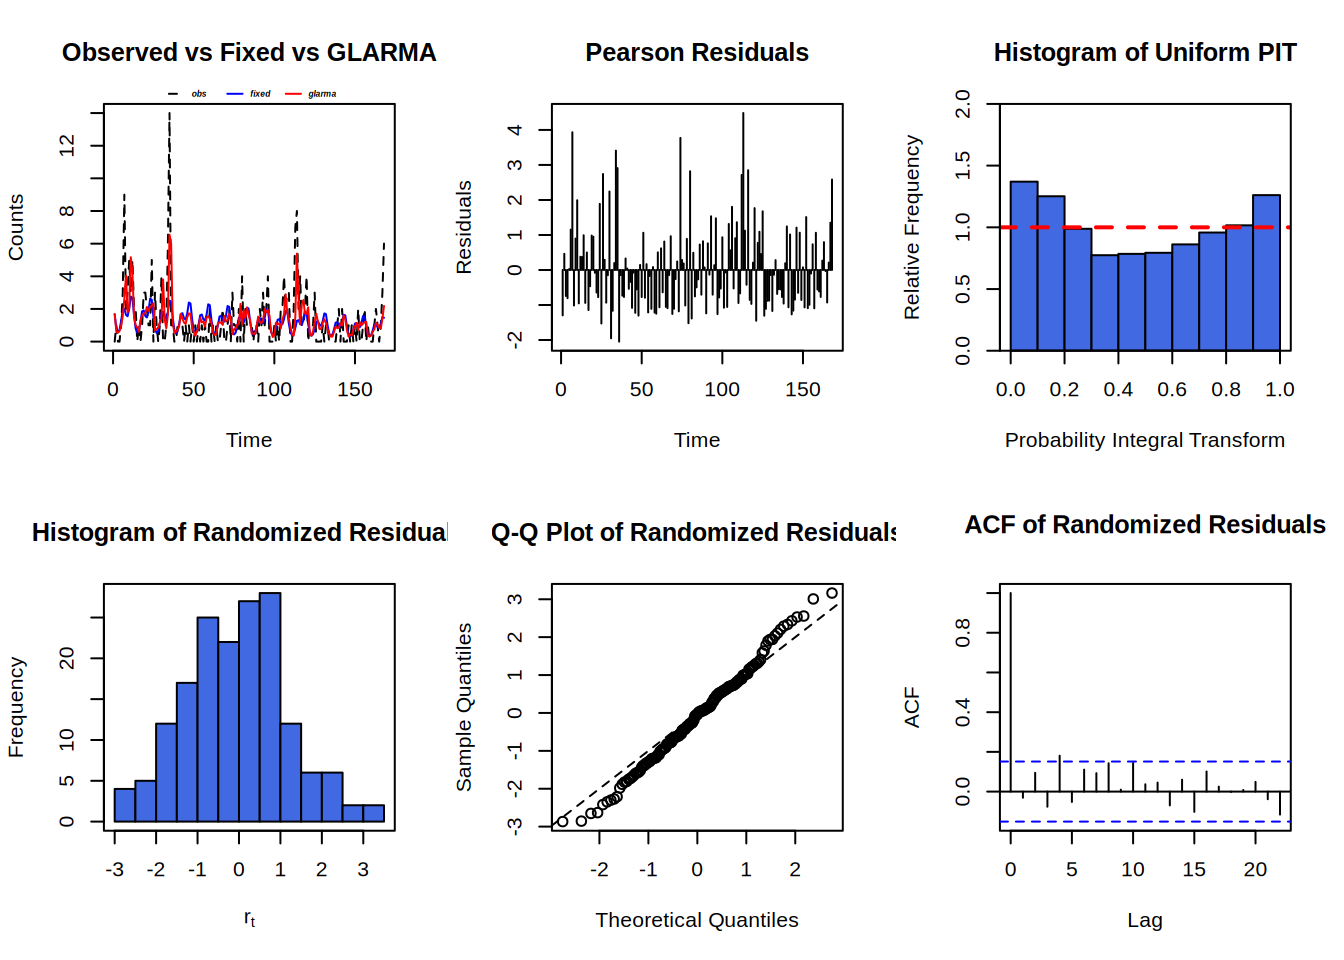 Observed vs Fixed vs GLARMA
obs fixed glarma
Counts
0 2 4 6 8 12
0 50 100 150
Time
Pearson Residuals
Residuals
-2 0 1 2 3 4
0 50 100 150
Time
Histogram of Uniform PIT
Relative Frequency
0.0 0.5 1.0 1.5 2.0
0.0 0.2 0.4 0.6 0.8 1.0
Probability Integral Transform
Histogram of Randomized Residual
Frequency
0 5 10 20
-3 -2 -1 0 1 2 3
rt
Q-Q Plot of Randomized Residuals
Sample Quantiles
-3 -2 -1 0 1 2 3
-2 -1 0 1 2
Theoretical Quantiles
ACF of Randomized Residuals
ACF
0.0 0.4 0.8
0 5 10 15 20
Lag